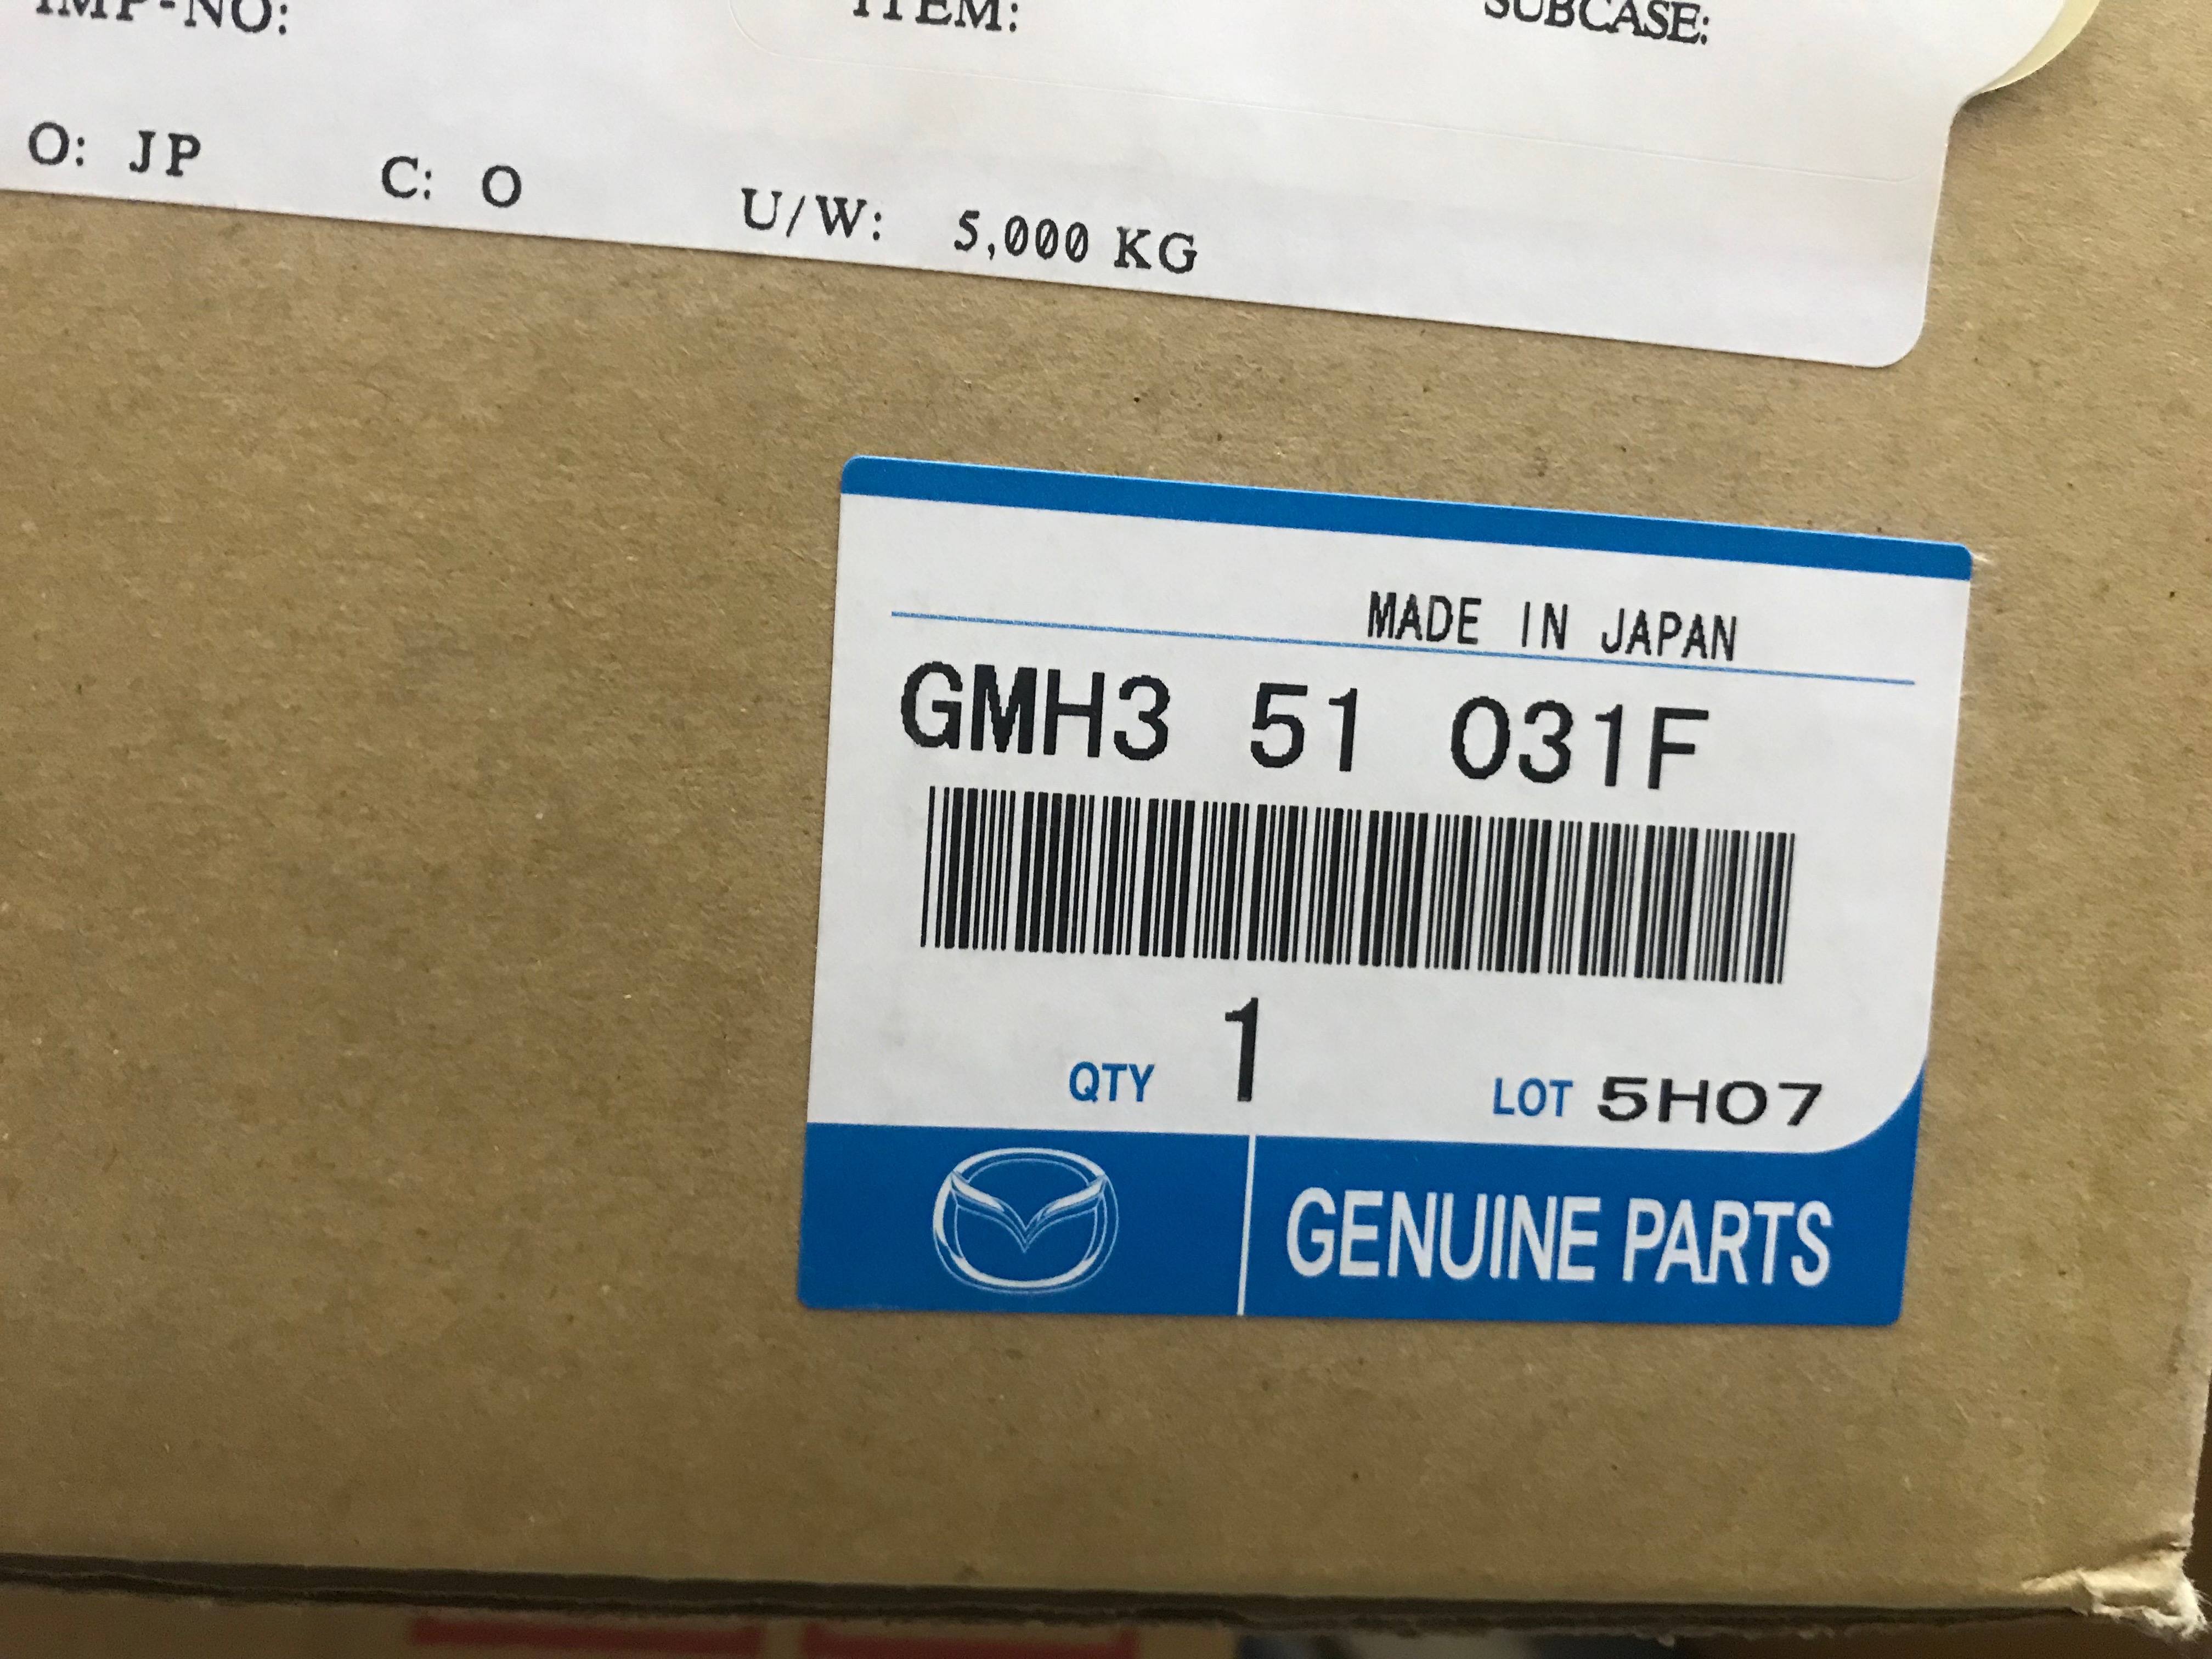 IMP-NO: ITEM: SUBCASE:
O: JP C: O U/W: 5,000 KG
MADE IN JAPAN
GMH3 51 031F
QTY 1 LOT 5H07
GENUINE PARTS